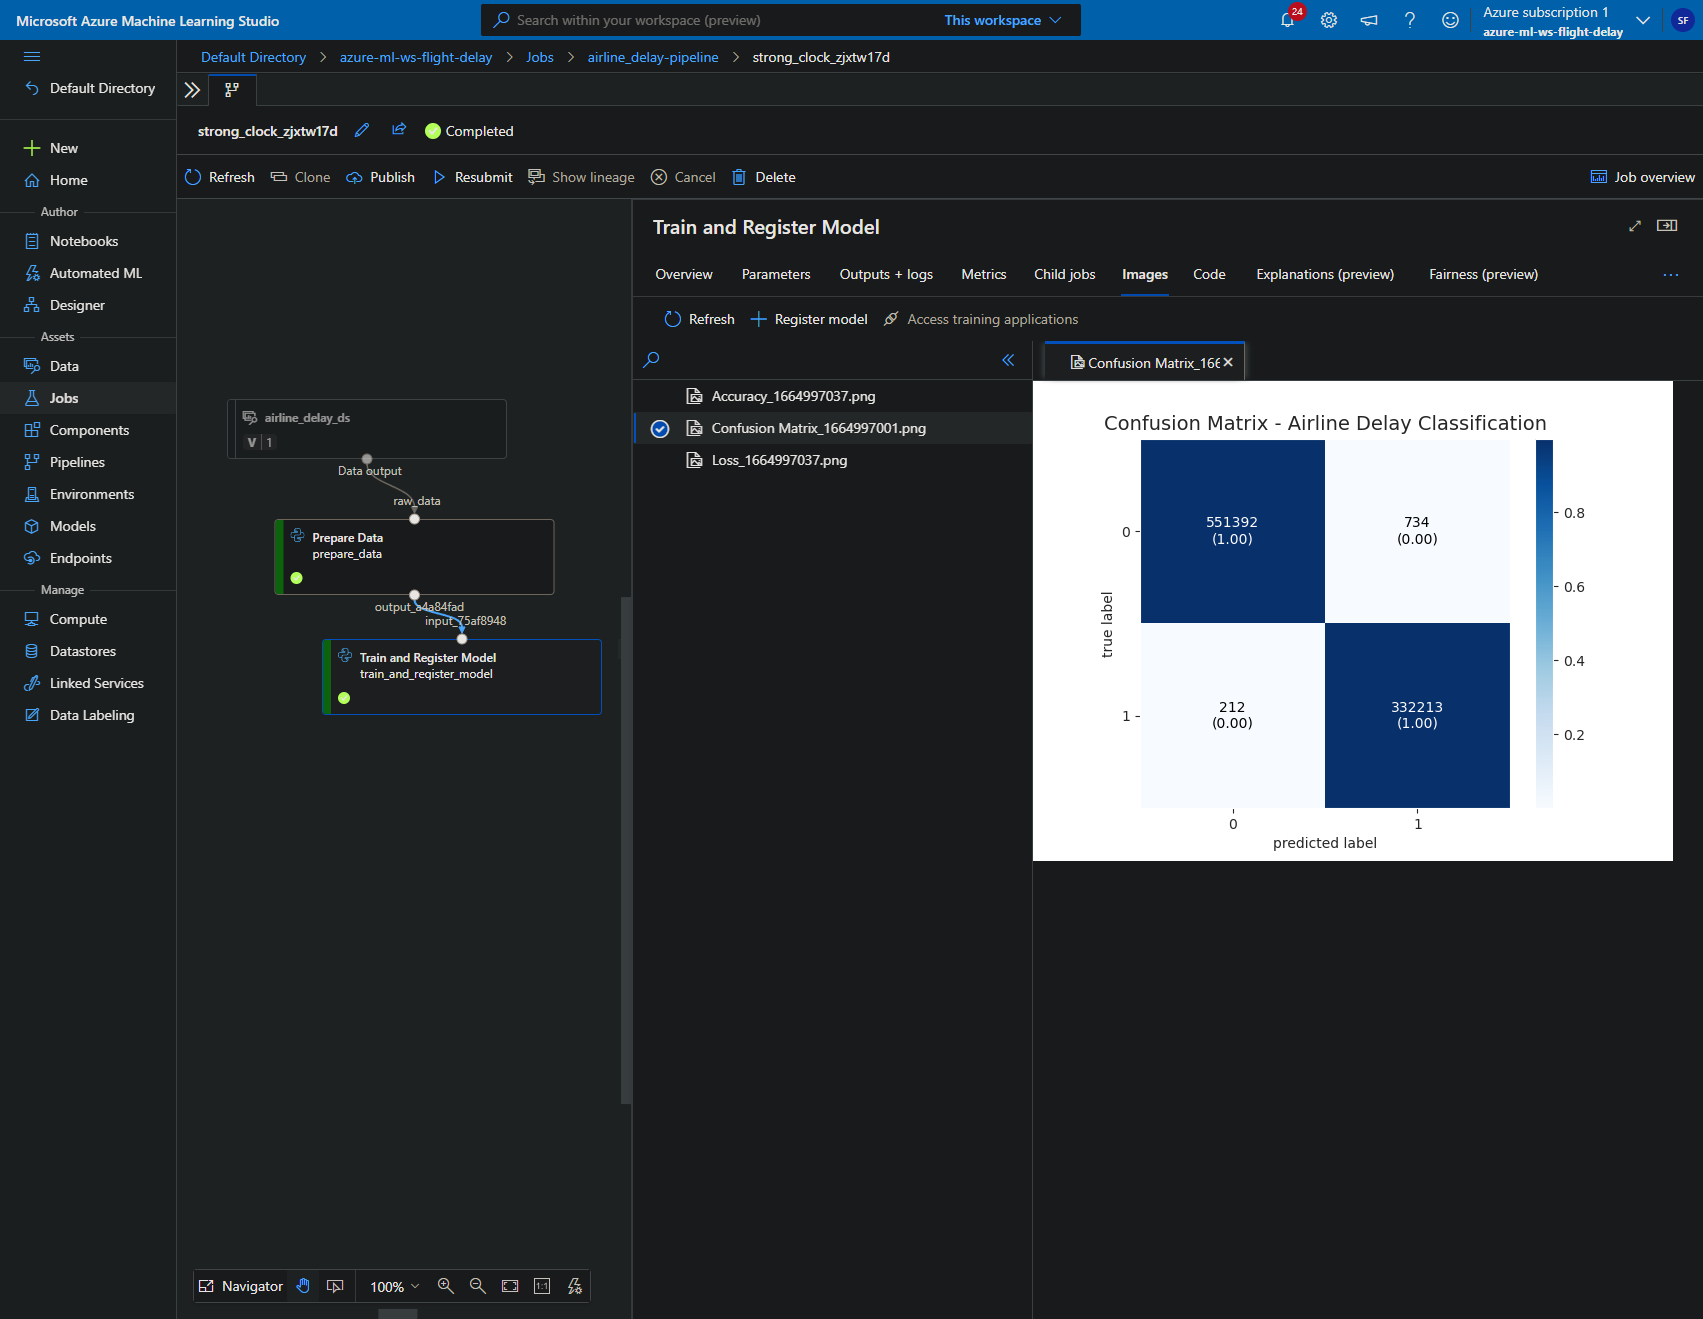 Microsoft Azure Machine Learning Studio
Search within your workspace (preview)
This workspace
24
Azure subscription 1
azure-ml-ws-flight-delay
SF
Default Directory
Default Directory > azure-ml-ws-flight-delay > Jobs > airline_delay-pipeline > strong_clock_zjxtw17d
New
Home
Author
Notebooks
Automated ML
Designer
Assets
Data
Jobs
Components
Pipelines
Environments
Models
Endpoints
Manage
Compute
Datastores
Linked Services
Data Labeling
strong_clock_zjxtw17d
Completed
Refresh
Clone
Publish
Resubmit
Show lineage
Cancel
Delete
Job overview
airline_delay_ds
V 1
Data output
raw_data
Prepare Data
prepare_data
output_a4a84fad
input_75af8948
Train and Register Model
train_and_register_model
Navigator
100%
1:1
Train and Register Model
Overview
Parameters
Outputs + logs
Metrics
Child jobs
Images
Code
Explanations (preview)
Fairness (preview)
Refresh
Register model
Access training applications
Accuracy_1664997037.png
Confusion Matrix_1664997001.png
Loss_1664997037.png
Confusion Matrix_166
Confusion Matrix - Airline Delay Classification
551392
(1.00)
734
(0.00)
212
(0.00)
332213
(1.00)
0
1
true label
0
1
predicted label
0.8
0.6
0.4
0.2